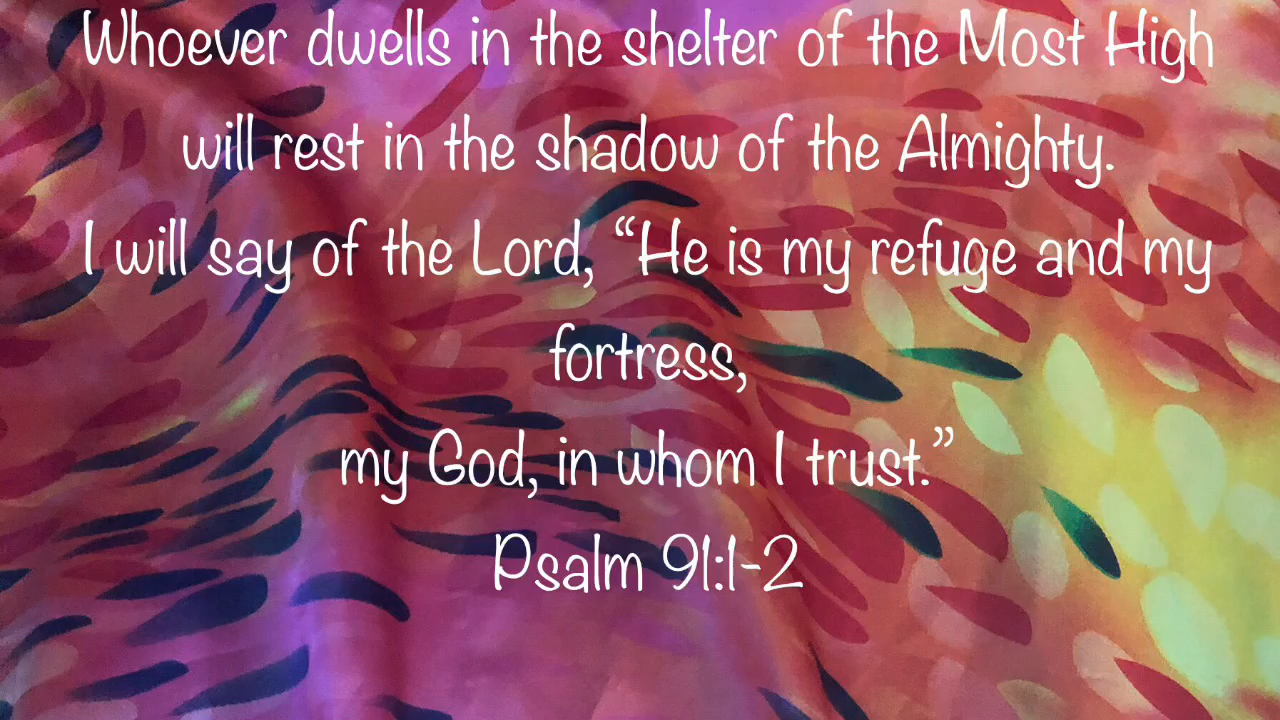 Whoever dwells in the shelter of the Most High
will rest in the shadow of the Almighty.
I will say of the Lord, “He is my refuge and my
fortress,
my God, in whom I trust.”
Psalm 91:1-2